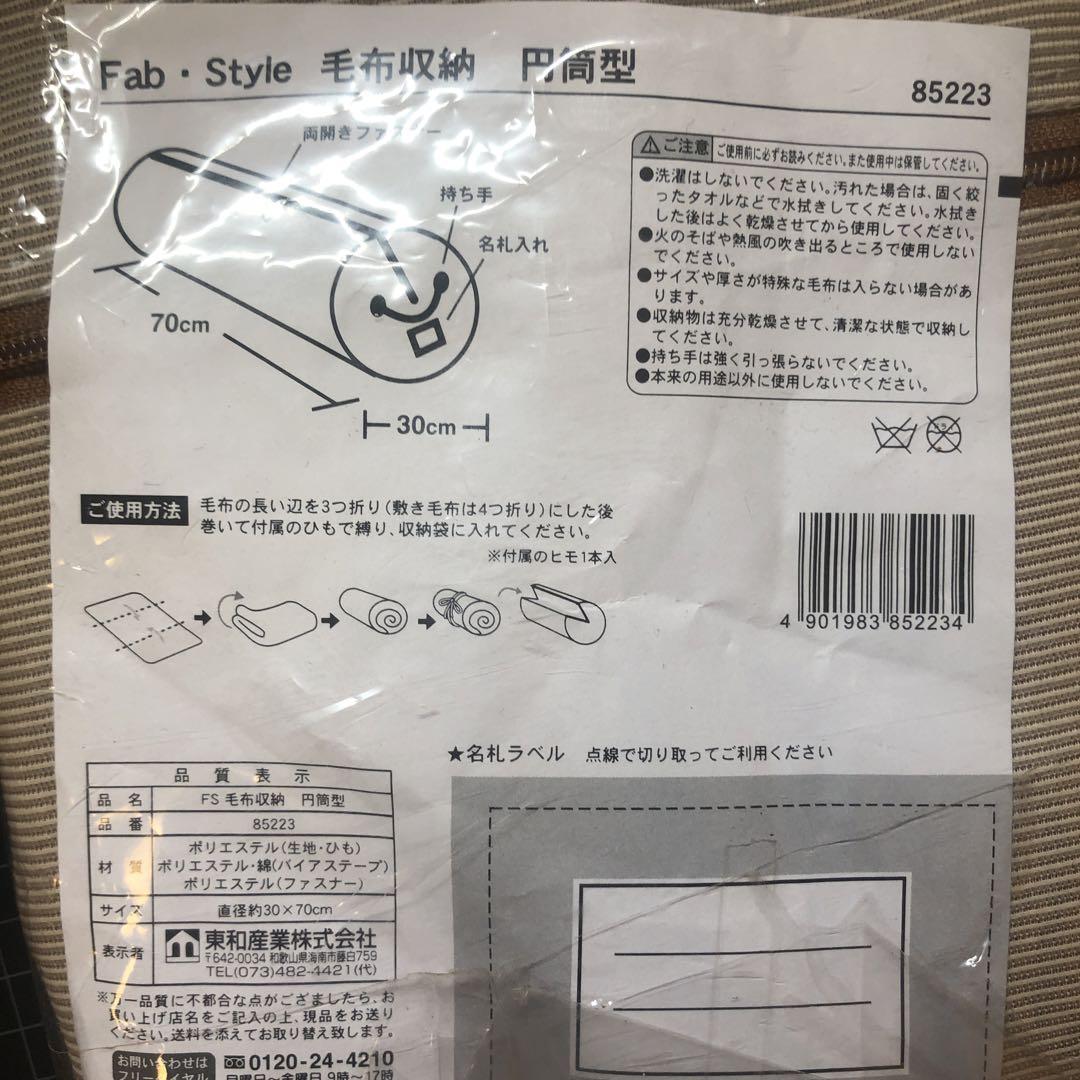 Fab・Style 毛布収納 円筒型
85223
両開きファスナー
持ち手
名札入れ
70cm
30cm
ご注意 ご使用前に必ずお読みください。また使用中は保管してください。
●洗濯はしないでください。汚れた場合は、固く絞
ったタオルなどで水拭きしてください。水拭き
した後はよく乾燥させてから使用してください。
●火のそばや熱風の吹き出るところで使用しない
でください。
●サイズや厚さが特殊な毛布は入らない場合があ
ります。
●収納物は充分乾燥させて、清潔な状態で収納し
てください。
●持ち手は強く引っ張らないでください。
●本来の用途以外に使用しないでください。
ご使用方法
毛布の長い辺を3つ折り(敷き毛布は4つ折り)にした後
巻いて付属のひもで縛り、収納袋に入れてください。
※付属のヒモ1本入
4 901983 852234
★名札ラベル 点線で切り取ってご利用ください
品質表示
品名 FS 毛布収納 円筒型
品番 85223
材質 ポリエステル(生地・ひも)
ポリエステル・綿(バイアステープ)
ポリエステル(ファスナー)
サイズ 直径約30×70cm
表示者 東和産業株式会社
〒642-0034 和歌山県海南市藤白759
TEL(073)482-4421(代)
※万一品質に不都合な点がございましたら、お
買い上げ店名をご記入の上、現品をお送り
ください。送料を添えてお取り替え致します。
お問い合わせは 0120-24-4210
フリーダイヤル 月曜日〜金曜日 9時〜17時